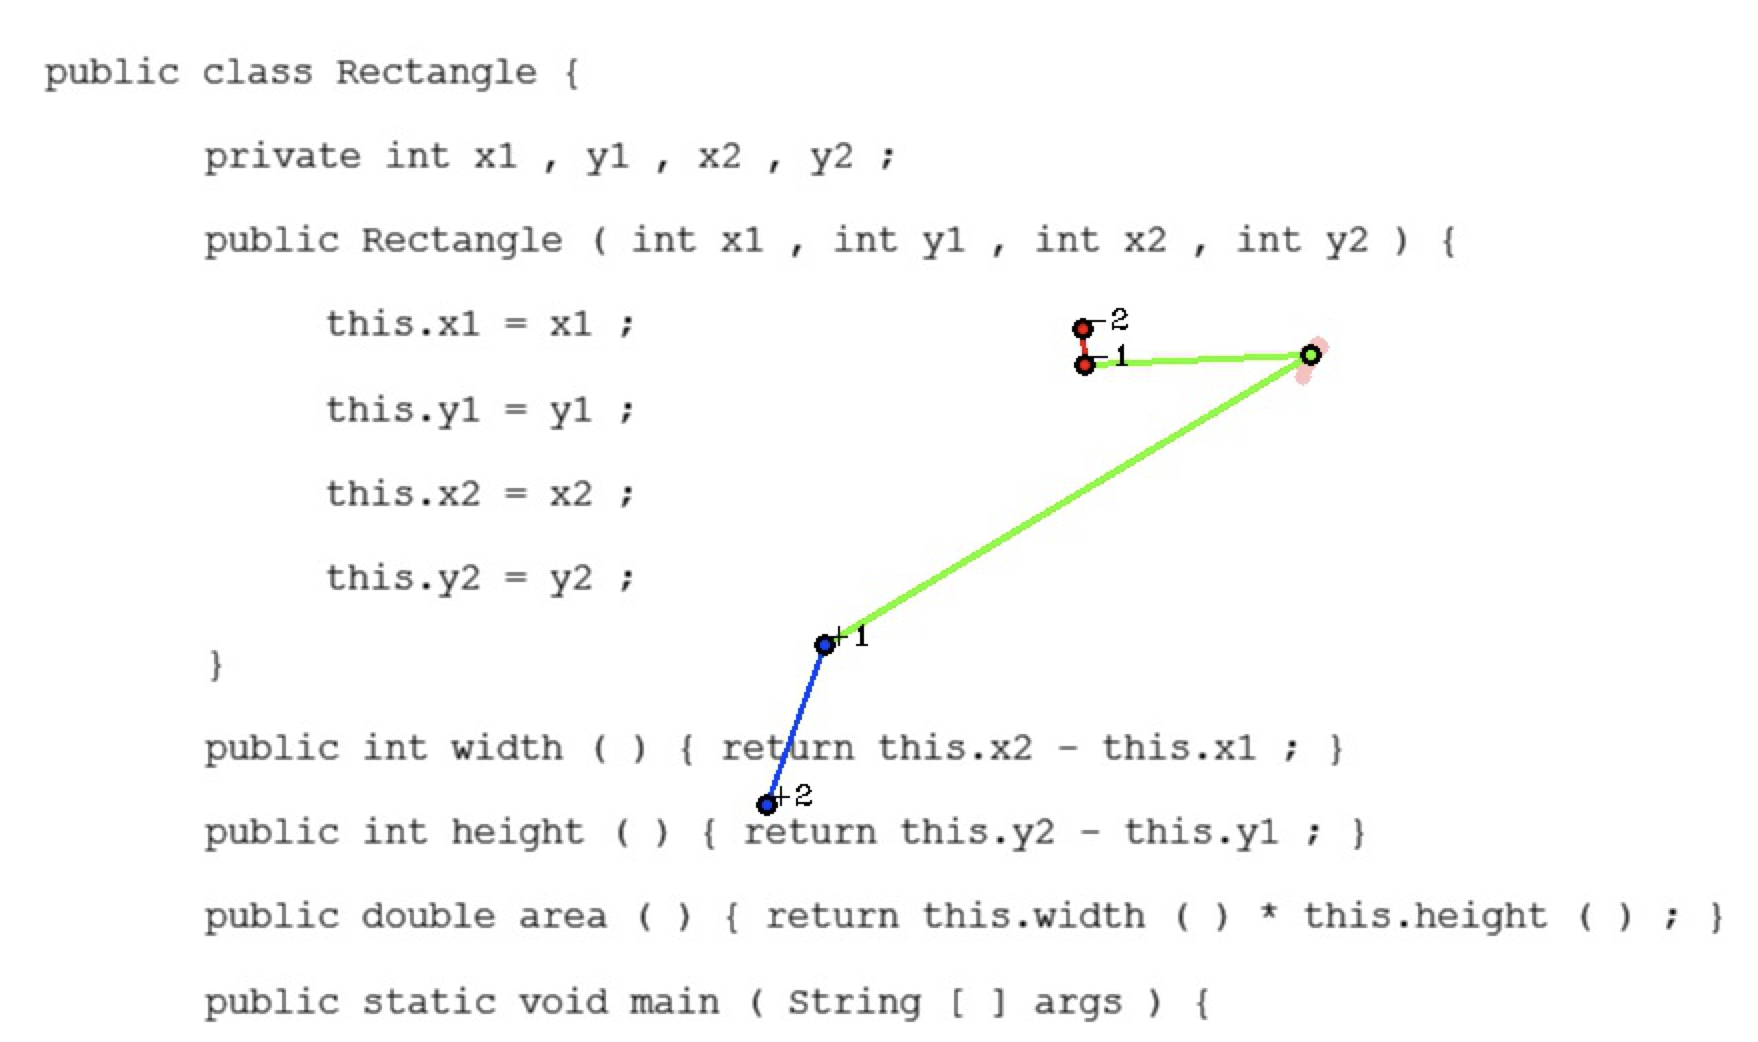 public class Rectangle {
private int x1 , y1 , x2 , y2 ;
public Rectangle ( int x1 , int y1 , int x2 , int y2 ) {
this.x1 = x1 ;
-2
-1
this.y1 = y1 ;
this.x2 = x2 ;
this.y2 = y2 ;
+1
}
public int width ( ) { return this.x2 - this.x1 ; }
+2
public int height ( ) { return this.y2 - this.y1 ; }
public double area ( ) { return this.width ( ) * this.height ( ) ; }
public static void main ( String [ ] args ) {